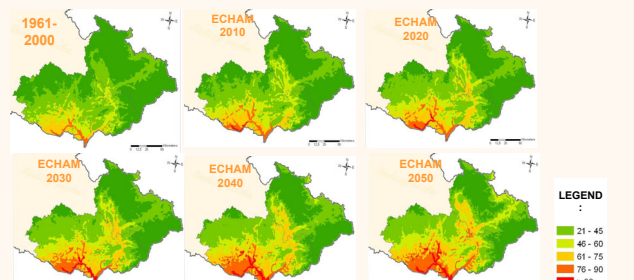 1961-
2000
ECHAM
2010
ECHAM
2020
ECHAM
2030
ECHAM
2040
ECHAM
2050
LEGEND
:
21 - 45
46 - 60
61 - 75
76 - 90